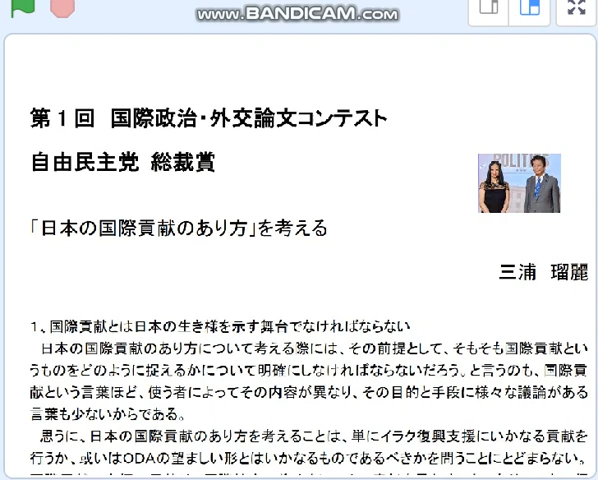 www.BANDICAM.com
第１回　国際政治・外交論文コンテスト
自由民主党　総裁賞
POLITICS
「日本の国際貢献のあり方」を考える
三浦　瑠麗
１、国際貢献とは日本の生き様を示す舞台でなければならない
日本の国際貢献のあり方について考える際には、その前提として、そもそも国際貢献とい
うものをどのように捉えるかについて明確にしなければならないだろう。と言うのも、国際貢
献という言葉ほど、使う者によってその内容が異なり、その目的と手段に様々な議論がある
言葉も少ないからである。
思うに、日本の国際貢献のあり方を考えることは、単にイラク復興支援にいかなる貢献を
行うか、或いはODAの望ましい形とはいかなるものであるべきかを問うことにとどまらない。